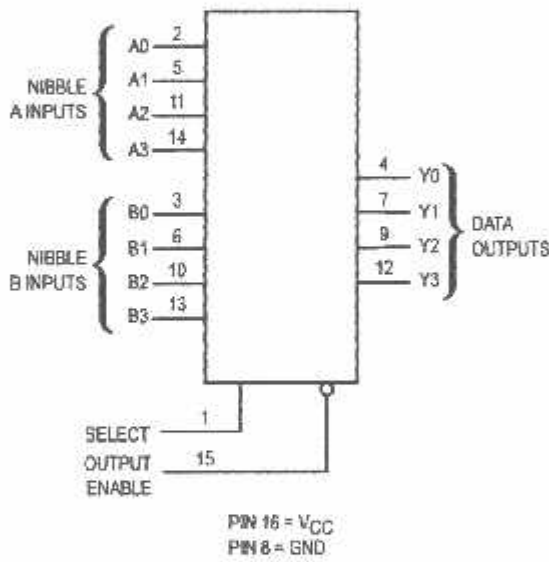 NIBBLE
A INPUTS
A0 2
A1 5
A2 11
A3 14
NIBBLE
B INPUTS
B0 3
B1 6
B2 10
B3 13
4 Y0
7 Y1
9 Y2
12 Y3
DATA
OUTPUTS
SELECT 1
OUTPUT 15
ENABLE
PIN 16 = VCC
PIN 8 = GND